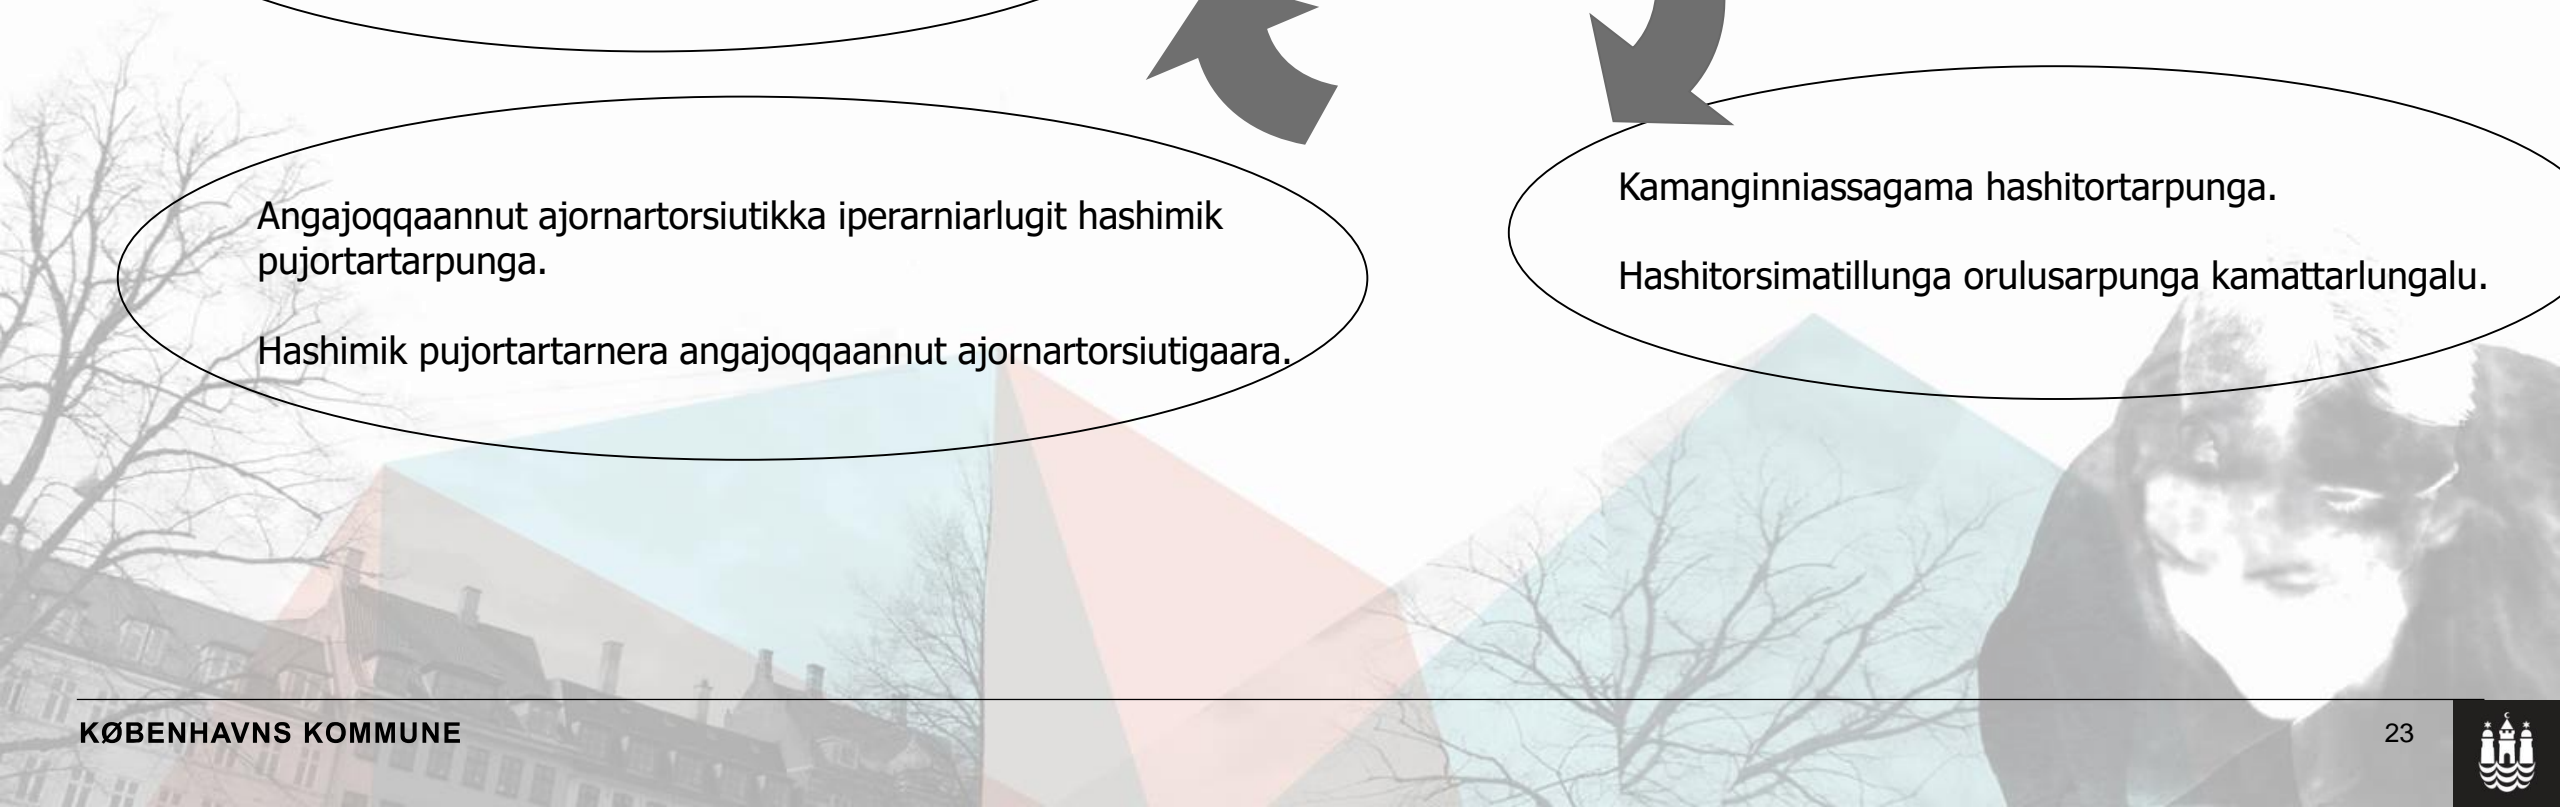 Angajoqqaannut ajornartorsiutikka iperarniarlugit hashimik
pujortartarpunga.
Hashimik pujortartarnera angajoqqaannut ajornartorsiutigaara.
Kamanginniassagama hashitortarpunga.
Hashitorsimatillunga orulusarpunga kamattarlungalu.
KØBENHAVNS KOMMUNE
23